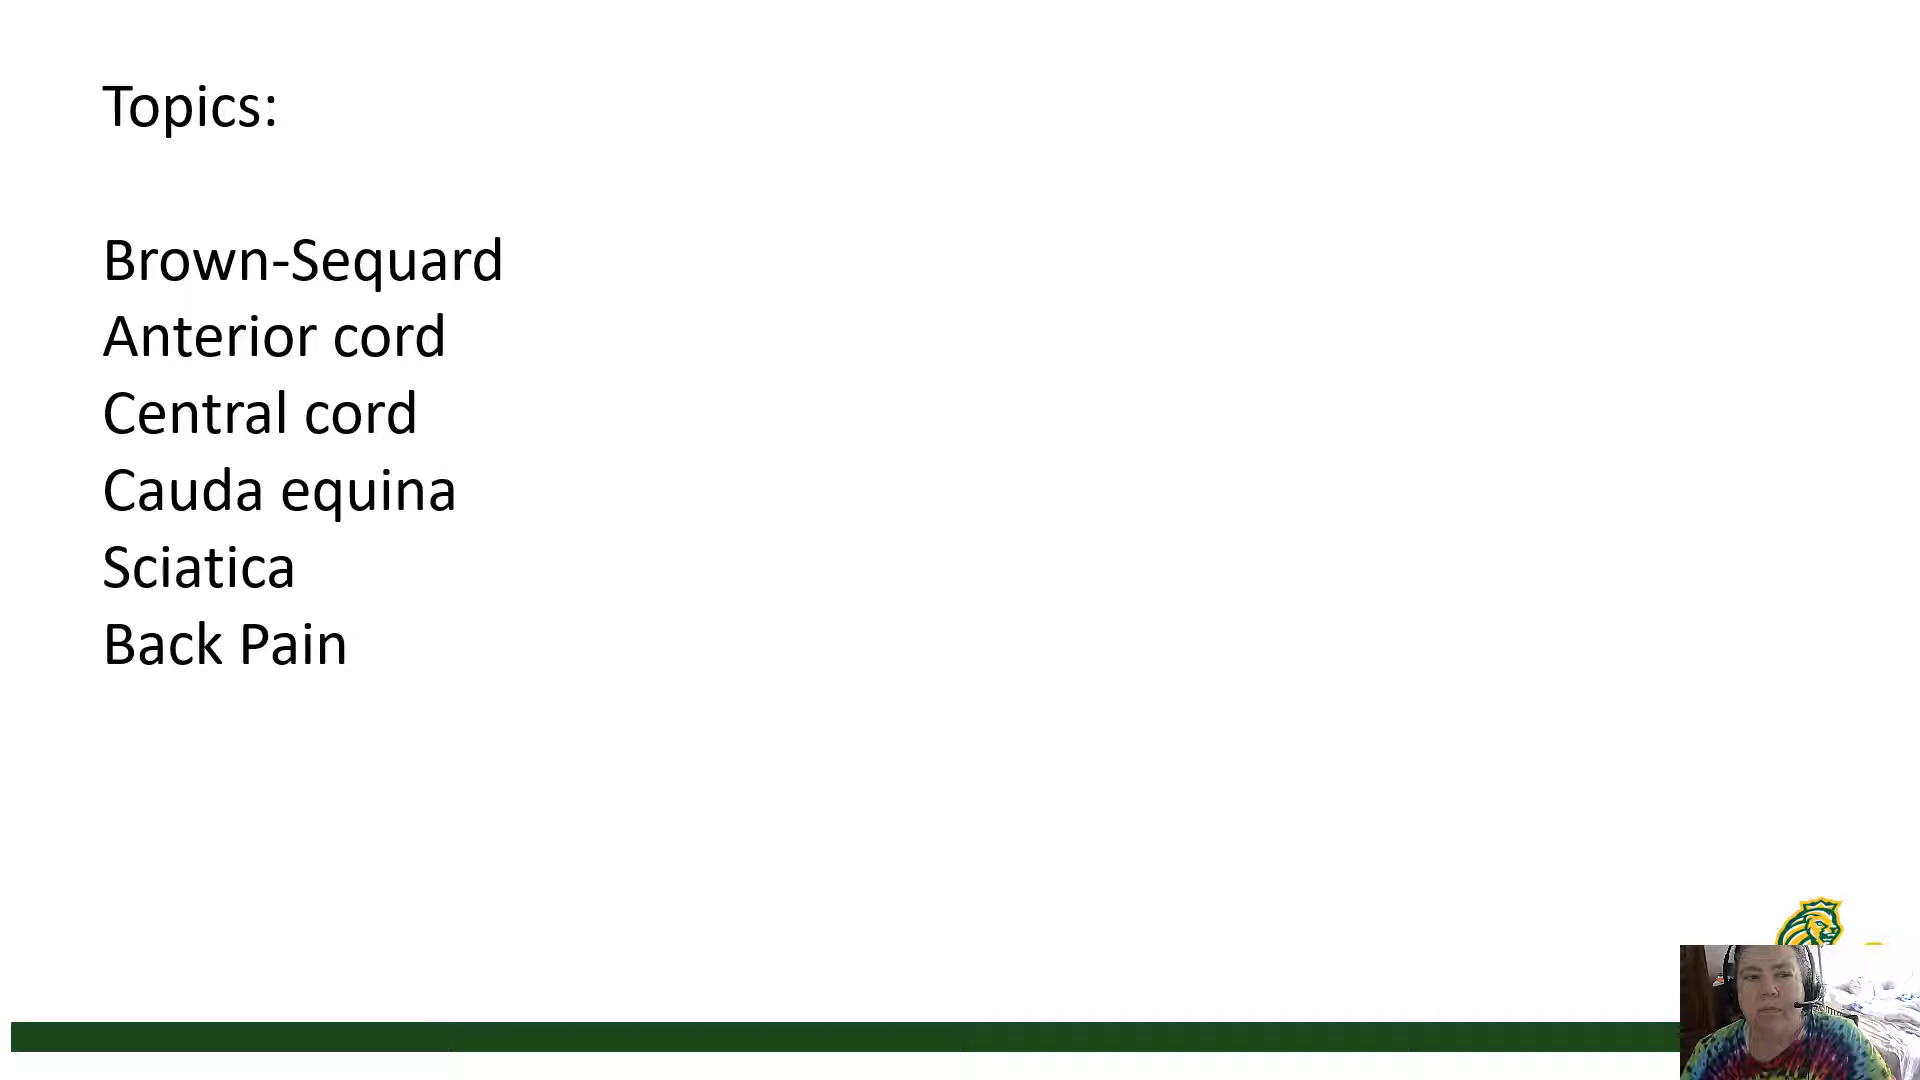 Topics:
Brown-Sequard
Anterior cord
Central cord
Cauda equina
Sciatica
Back Pain